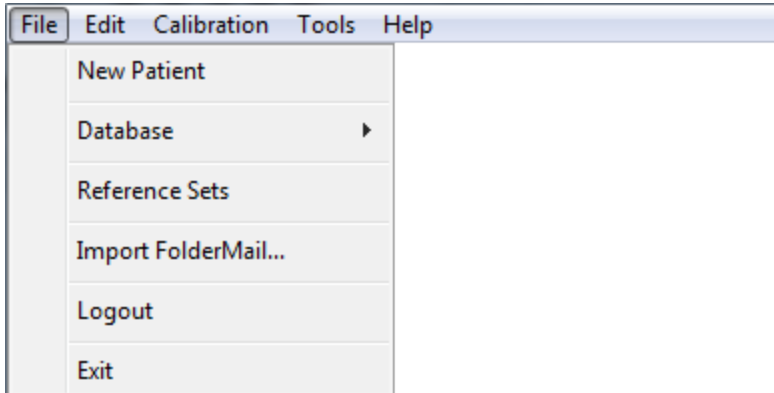 File Edit Calibration Tools Help
New Patient
Database
Reference Sets
Import FolderMail...
Logout
Exit